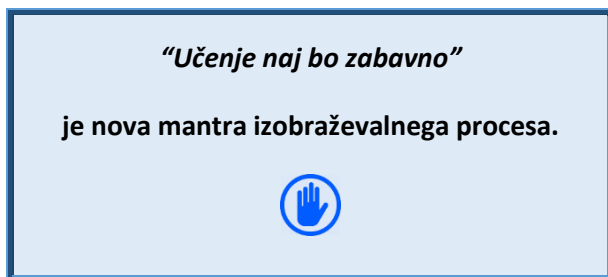 “Učenje naj bo zabavno”
je nova mantra izobraževalnega procesa.